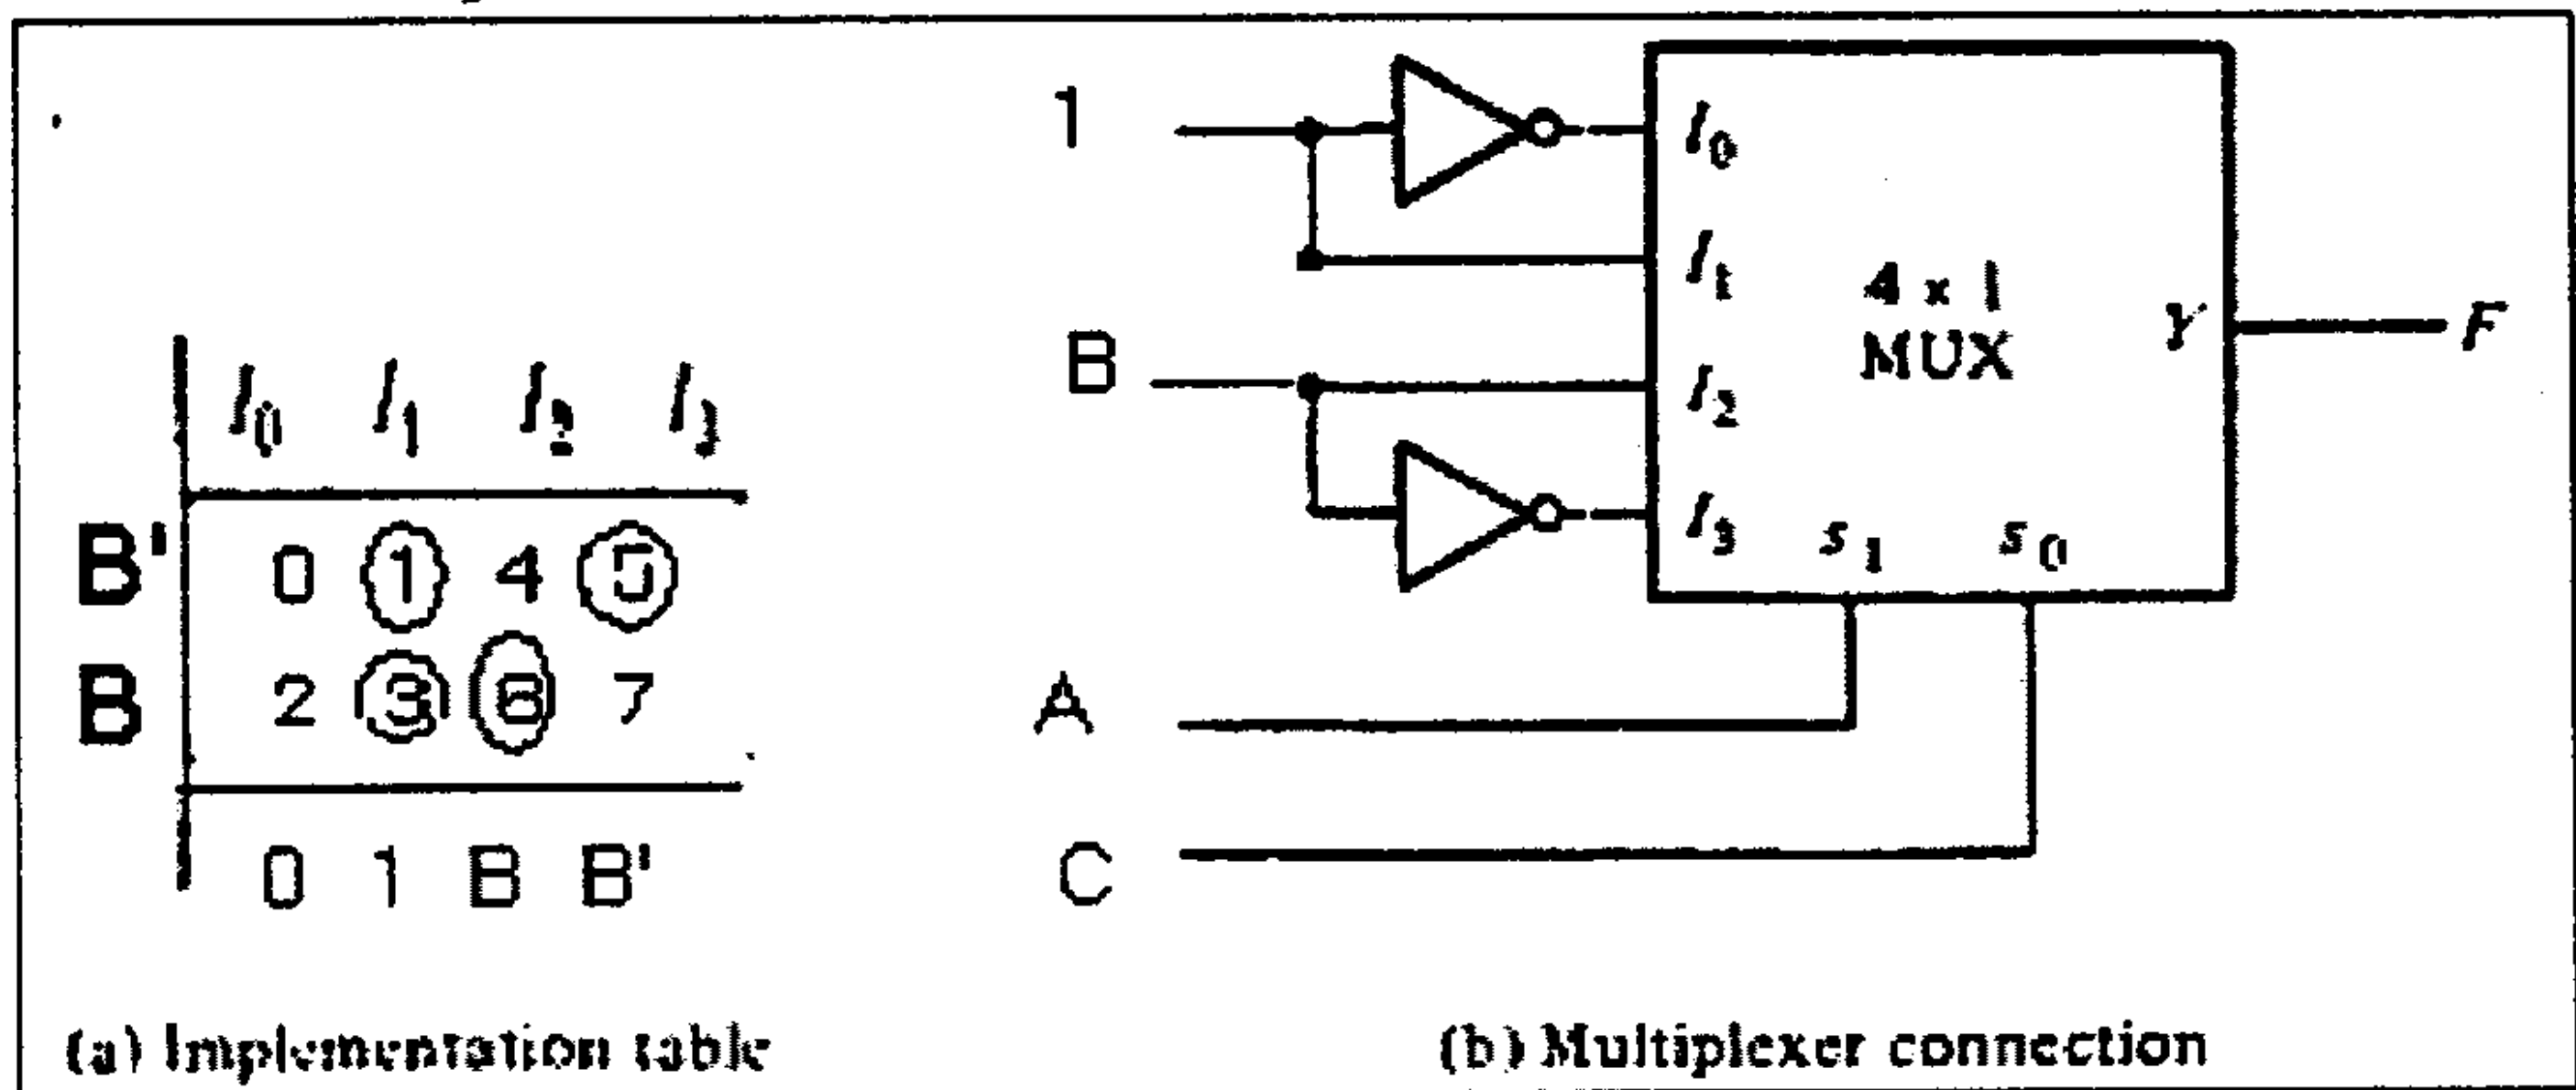 I0 I1 I2 I3
B' 0 1 4 5
B 2 3 6 7
0 1 B B'
(a) Implementation table
1
B
A
C
I0
I1
I2
I3
4 x 1
MUX
Y
F
s1 s0
(b) Multiplexer connection